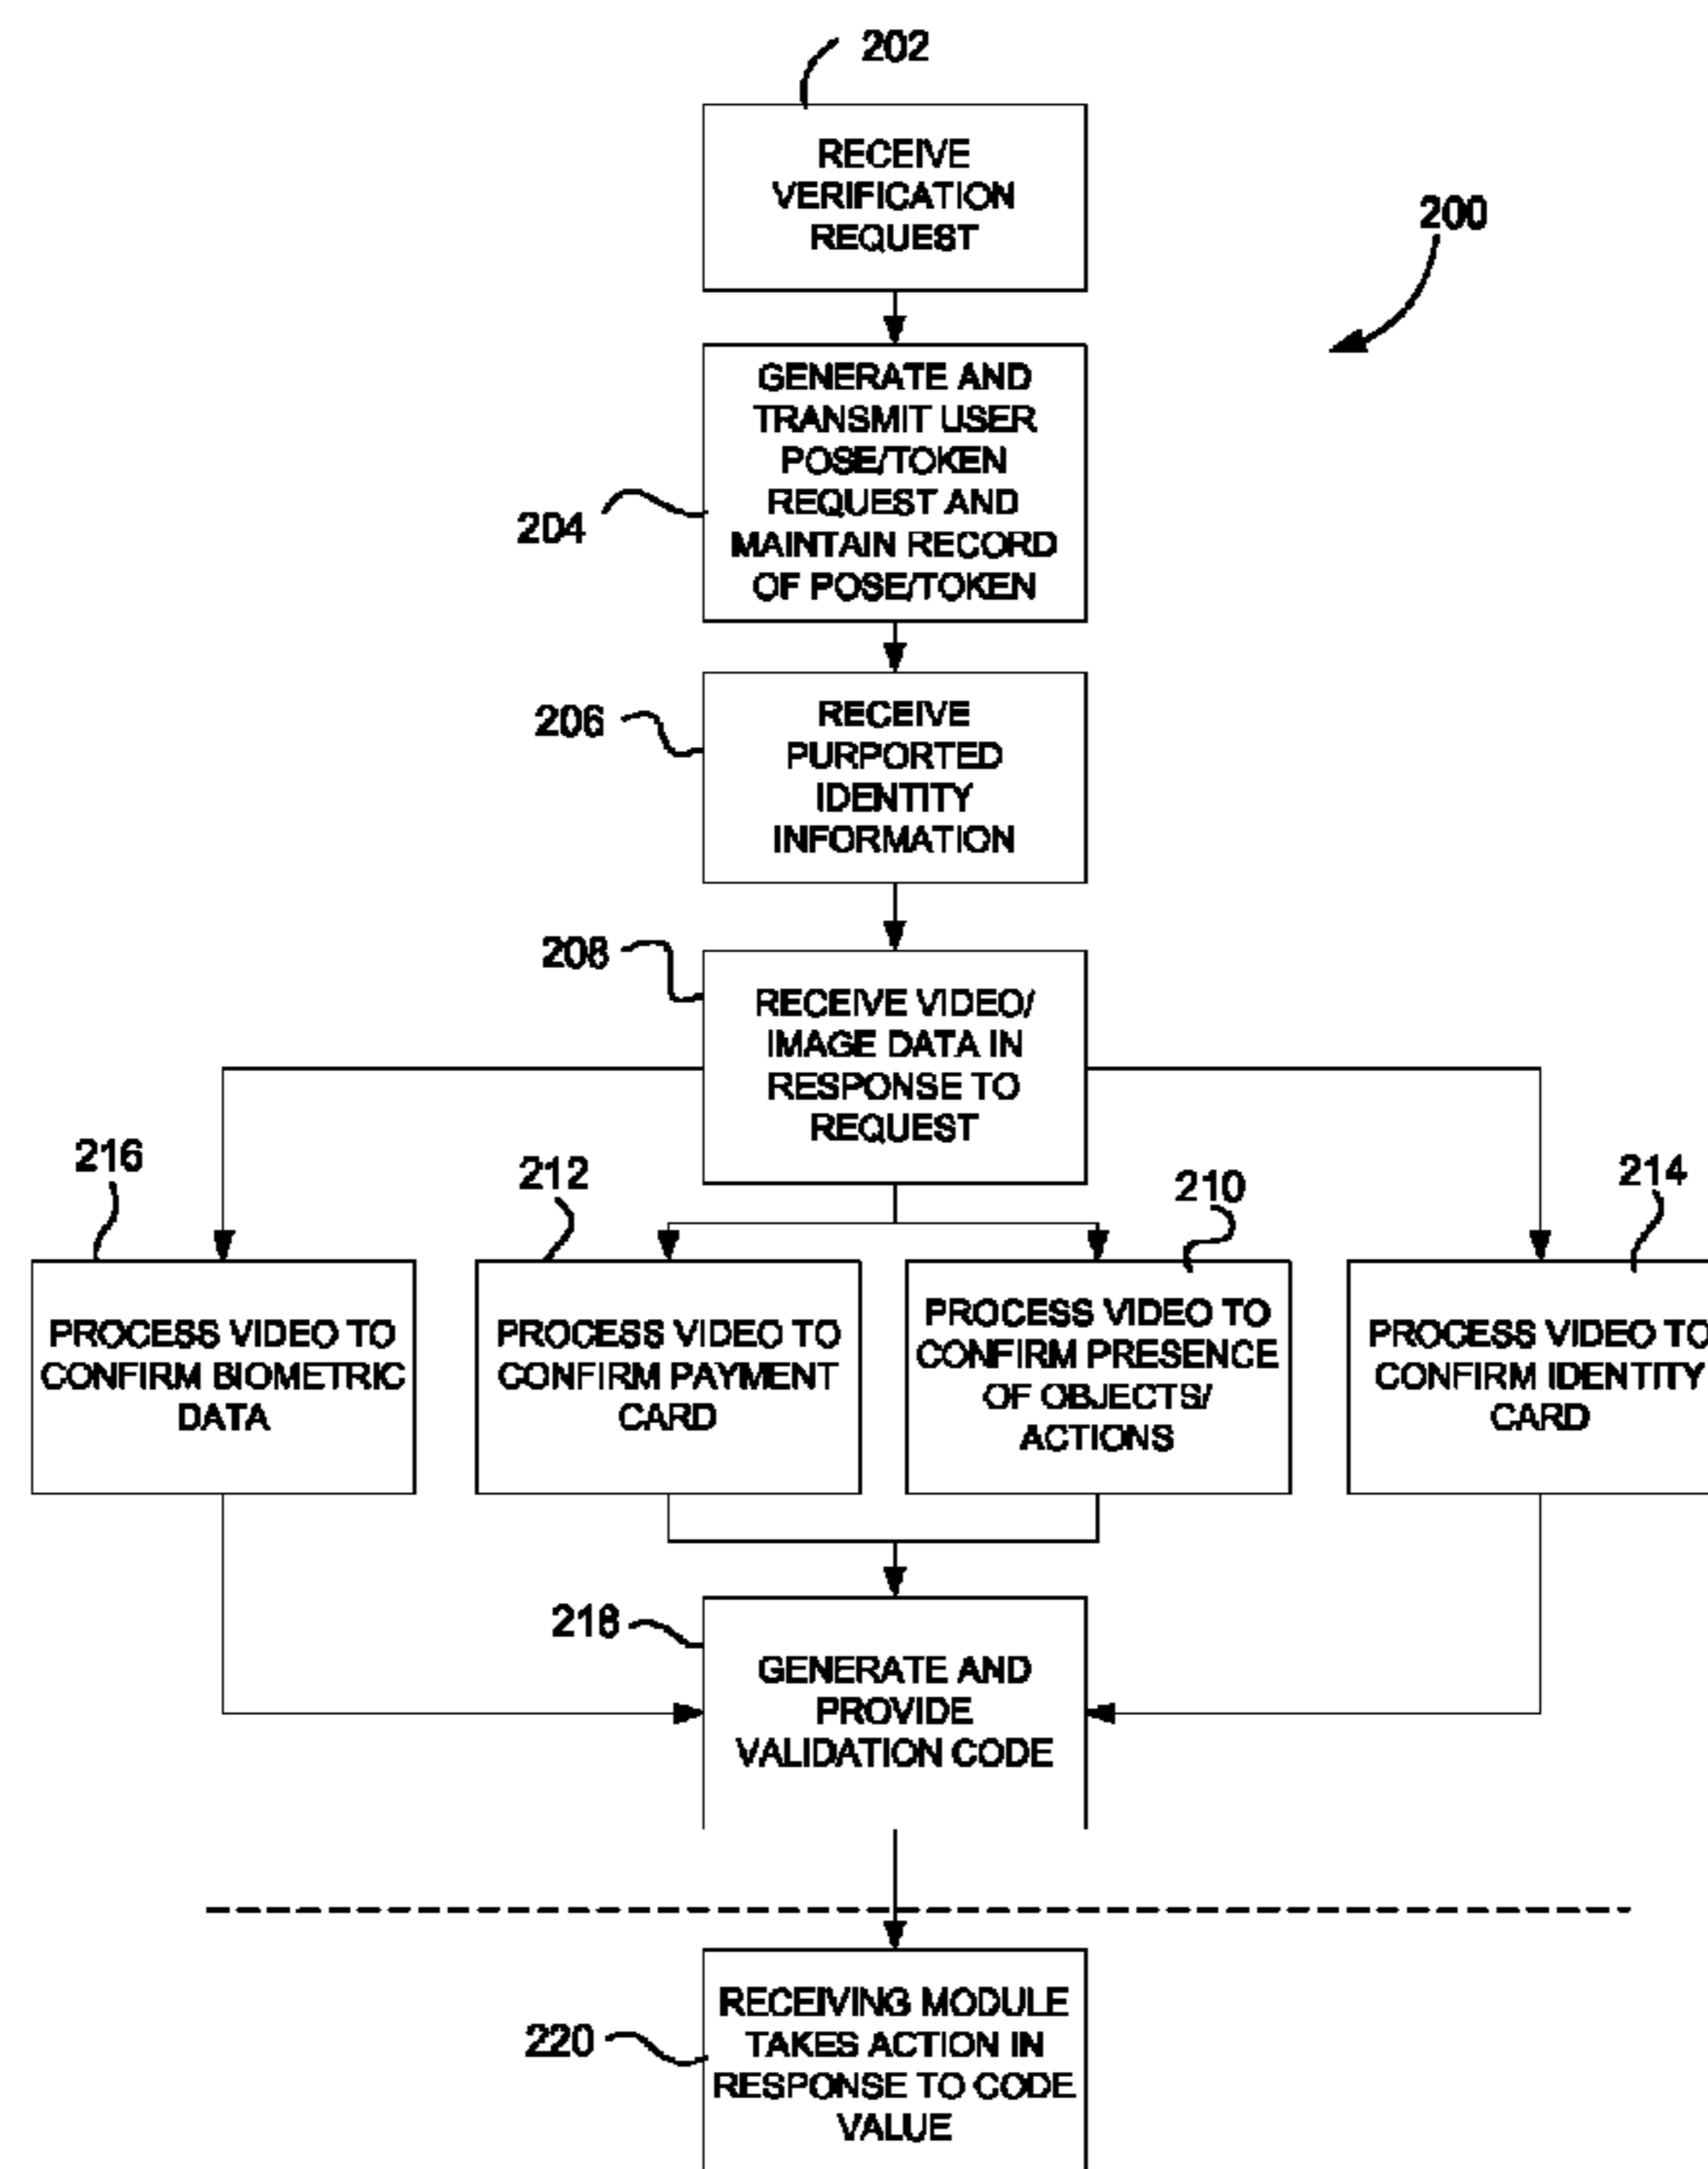 202
RECEIVE
VERIFICATION
REQUEST
200
GENERATE AND
TRANSMIT USER
POSE/TOKEN
REQUEST AND
MAINTAIN RECORD
OF POSE/TOKEN
204
206
RECEIVE
PURPORTED
IDENTITY
INFORMATION
208
RECEIVE VIDEO/
IMAGE DATA IN
RESPONSE TO
REQUEST
216
212
210
214
PROCESS VIDEO TO
CONFIRM BIOMETRIC
DATA
PROCESS VIDEO TO
CONFIRM PAYMENT
CARD
PROCESS VIDEO TO
CONFIRM PRESENCE
OF OBJECTS/
ACTIONS
PROCESS VIDEO TO
CONFIRM IDENTITY
CARD
218
GENERATE AND
PROVIDE
VALIDATION CODE
220
RECEIVING MODULE
TAKES ACTION IN
RESPONSE TO CODE
VALUE